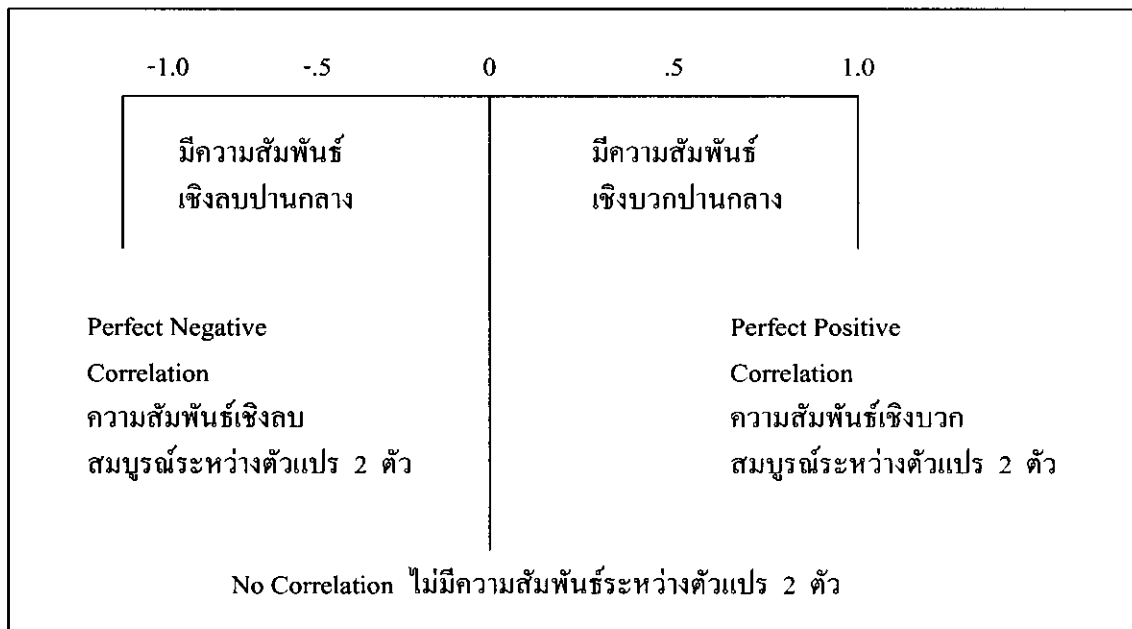 -1.0 -.5 0 .5 1.0
มีความสัมพันธ์
เชิงลบปานกลาง
มีความสัมพันธ์
เชิงบวกปานกลาง
Perfect Negative
Correlation
ความสัมพันธ์เชิงลบ
สมบูรณ์ระหว่างตัวแปร 2 ตัว
Perfect Positive
Correlation
ความสัมพันธ์เชิงบวก
สมบูรณ์ระหว่างตัวแปร 2 ตัว
No Correlation ไม่มีความสัมพันธ์ระหว่างตัวแปร 2 ตัว